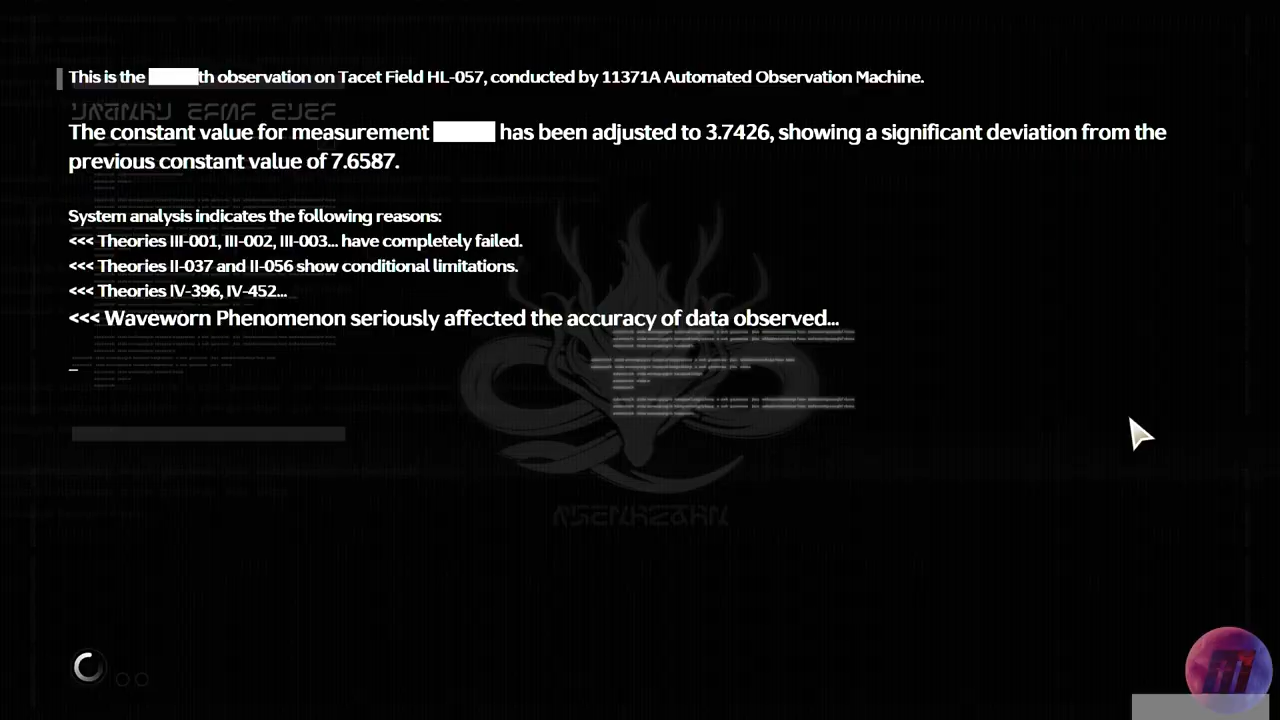 This is the th observation on Tacet Field HL-057, conducted by 11371A Automated Observation Machine.
The constant value for measurement has been adjusted to 3.7426, showing a significant deviation from the
previous constant value of 7.6587.
System analysis indicates the following reasons:
<<< Theories III-001, III-002, III-003... have completely failed.
<<< Theories II-037 and II-056 show conditional limitations.
<<< Theories IV-396, IV-452...
<<< Waveworn Phenomenon seriously affected the accuracy of data observed...
_